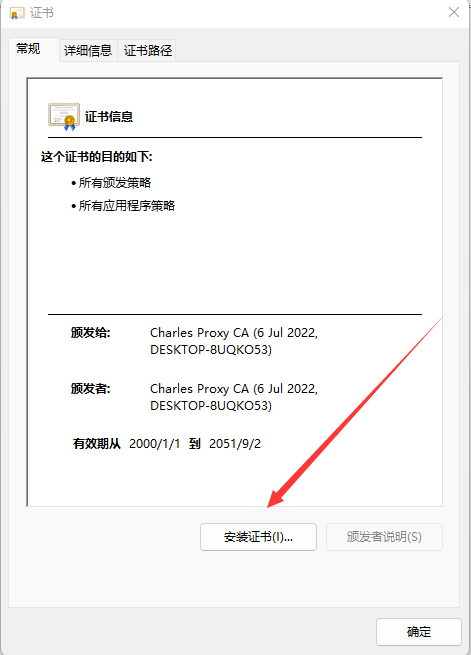 证书
常规
详细信息
证书路径
证书信息
这个证书的目的如下:
• 所有颁发策略
• 所有应用程序策略
颁发给: Charles Proxy CA (6 Jul 2022,
DESKTOP-8UQKO53)
颁发者: Charles Proxy CA (6 Jul 2022,
DESKTOP-8UQKO53)
有效期从 2000/1/1 到 2051/9/2
安装证书(I)...
颁发者说明(S)
确定